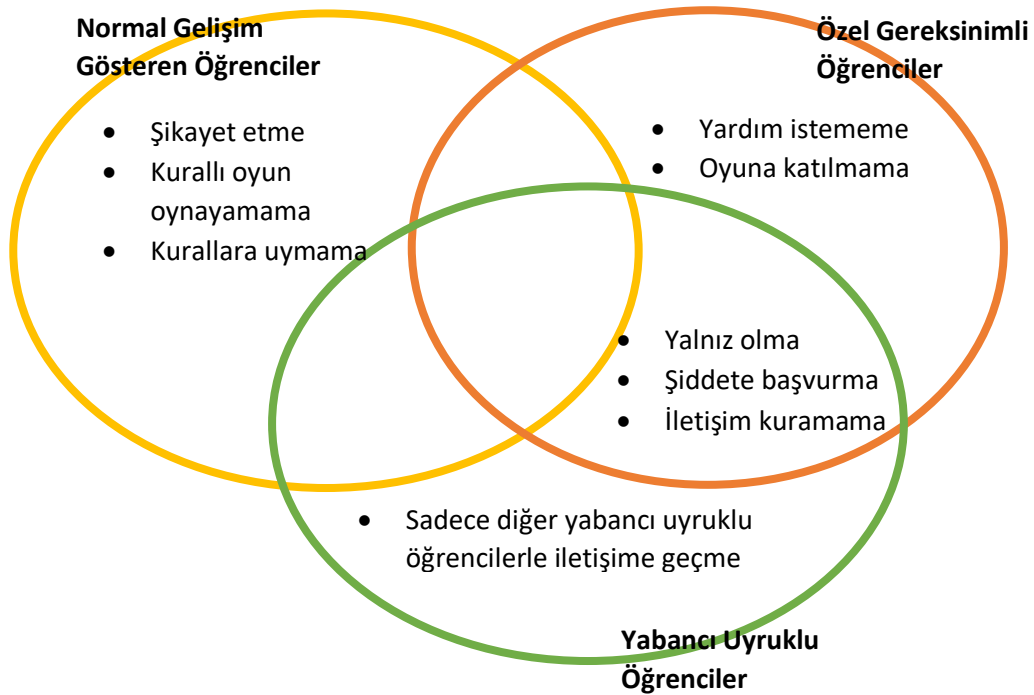 Normal Gelişim
Gösteren Öğrenciler
Özel Gereksinimli
Öğrenciler
• Şikayet etme
• Kurallı oyun
oynayamama
• Kurallara uymama
• Yardım istememe
• Oyuna katılmama
• Yalnız olma
• Şiddete başvurma
• İletişim kuramama
• Sadece diğer yabancı uyruklu
öğrencilerle iletişime geçme
Yabancı Uyruklu
Öğrenciler